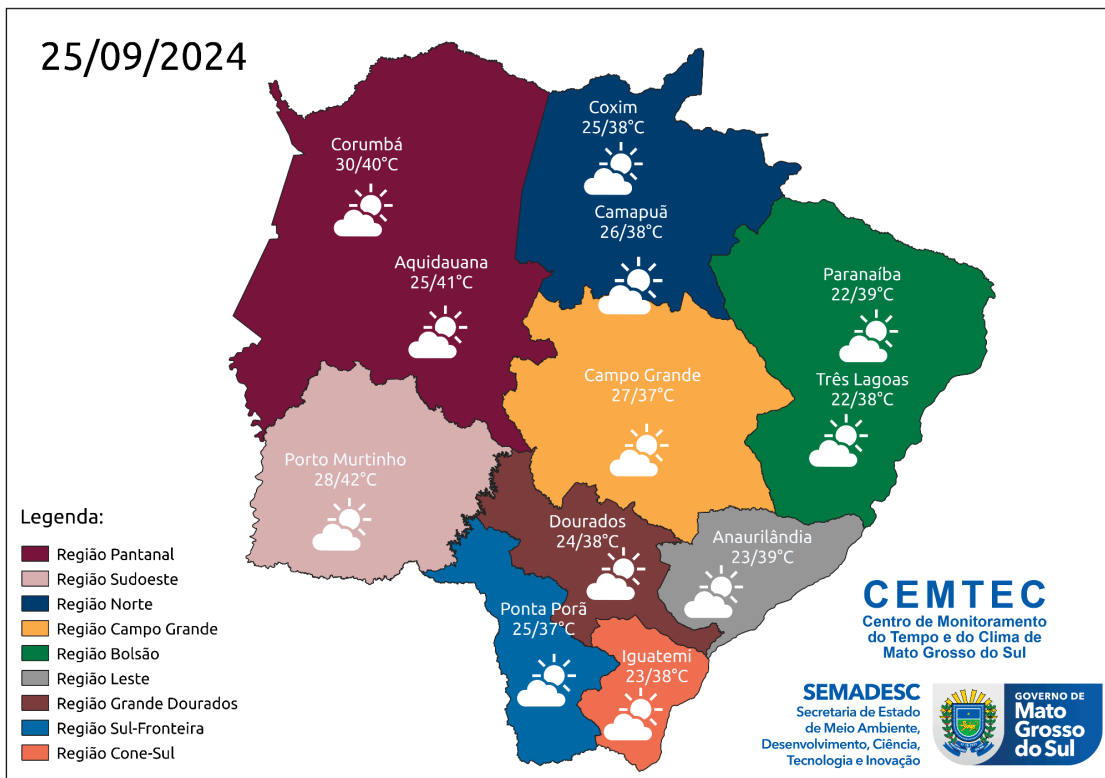 25/09/2024
Coxim
25/38°C
Corumbá
30/40°C
Camapuã
26/38°C
Aquidauana
25/41°C
Paranaíba
22/39°C
Campo Grande
27/37°C
Três Lagoas
22/38°C
Porto Murtinho
28/42°C
Dourados
24/38°C
Anaurilândia
23/39°C
Ponta Porã
25/37°C
Iguatemi
23/38°C
Legenda:
Região Pantanal
Região Sudoeste
Região Norte
Região Campo Grande
Região Bolsão
Região Leste
Região Grande Dourados
Região Sul-Fronteira
Região Cone-Sul
CEMTEC
Centro de Monitoramento
do Tempo e do Clima de
Mato Grosso do Sul
SEMADESC
Secretaria de Estado
de Meio Ambiente,
Desenvolvimento, Ciência,
Tecnologia e Inovação
GOVERNO DE
Mato
Grosso
do Sul